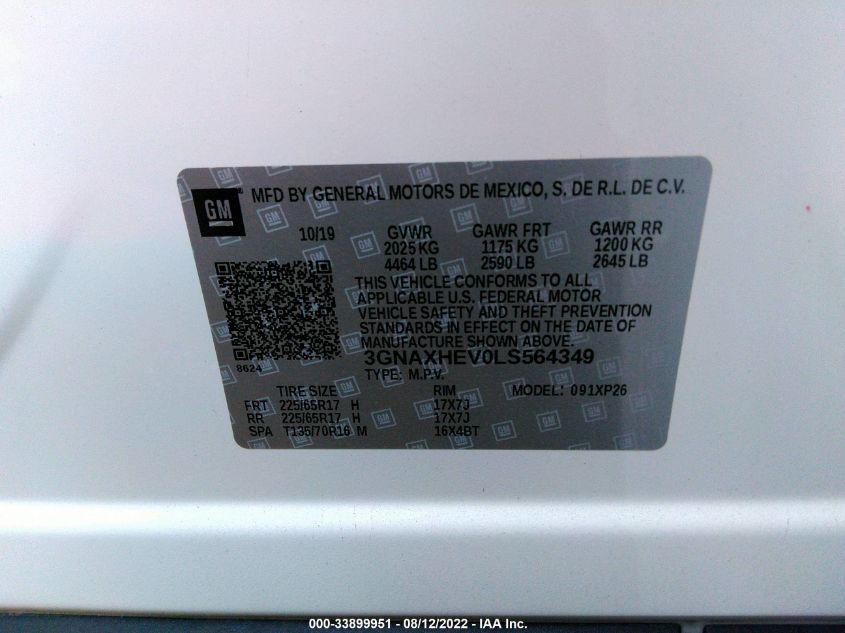 GM MFD BY GENERAL MOTORS DE MEXICO, S. DE R.L. DE C.V.
10/19 GVWR GAWR FRT GAWR RR
2025 KG 1175 KG 1200 KG
4464 LB 2590 LB 2645 LB
THIS VEHICLE CONFORMS TO ALL
APPLICABLE U.S. FEDERAL MOTOR
VEHICLE SAFETY AND THEFT PREVENTION
STANDARDS IN EFFECT ON THE DATE OF
MANUFACTURE SHOWN ABOVE.
3GNAXHEV0LS564349
8624 TYPE: M.P.V.
TIRE SIZE RIM MODEL: 091XP26
FRT 225/65R17 H 17X7J
RR 225/65R17 H 17X7J
SPA T135/70R16 M 16X4BT
000-33899951 - 08/12/2022 - IAA Inc.